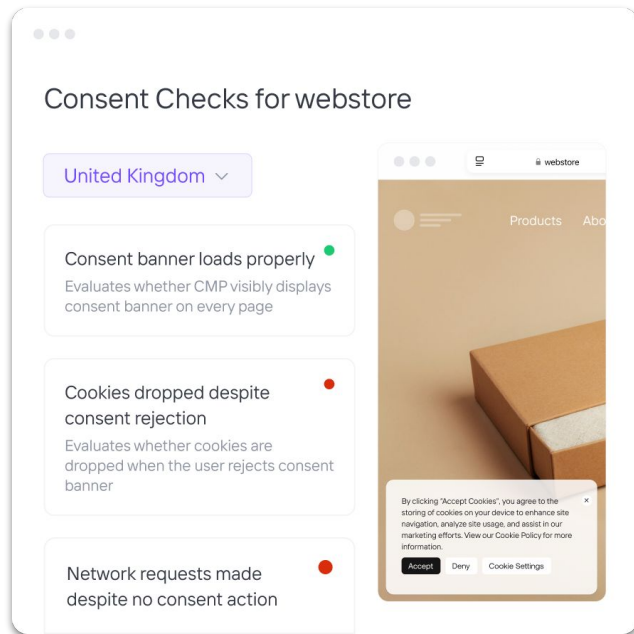 Consent Checks for webstore
United Kingdom
Consent banner loads properly
Evaluates whether CMP visibly displays
consent banner on every page
Cookies dropped despite
consent rejection
Evaluates whether cookies are
dropped when the user rejects consent
banner
Network requests made
despite no consent action
webstore
Products Abo
By clicking "Accept Cookies", you agree to the
storing of cookies on your device to enhance site
navigation, analyze site usage, and assist in our
marketing efforts. View our Cookie Policy for more
information.
Accept Deny Cookie Settings